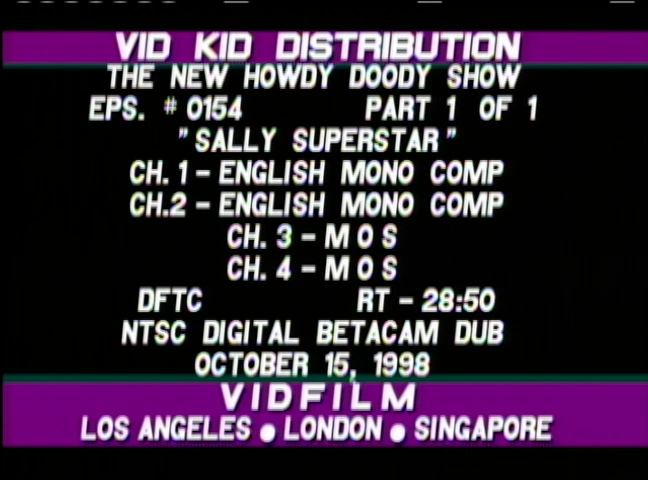 VID KID DISTRIBUTION
THE NEW HOWDY DOODY SHOW
EPS. # 0154 PART 1 OF 1
"SALLY SUPERSTAR"
CH. 1 - ENGLISH MONO COMP
CH.2 - ENGLISH MONO COMP
CH. 3 - M O S
CH. 4 - M O S
DFTC RT - 28:50
NTSC DIGITAL BETACAM DUB
OCTOBER 15, 1998
VIDFILM
LOS ANGELES ● LONDON ● SINGAPORE